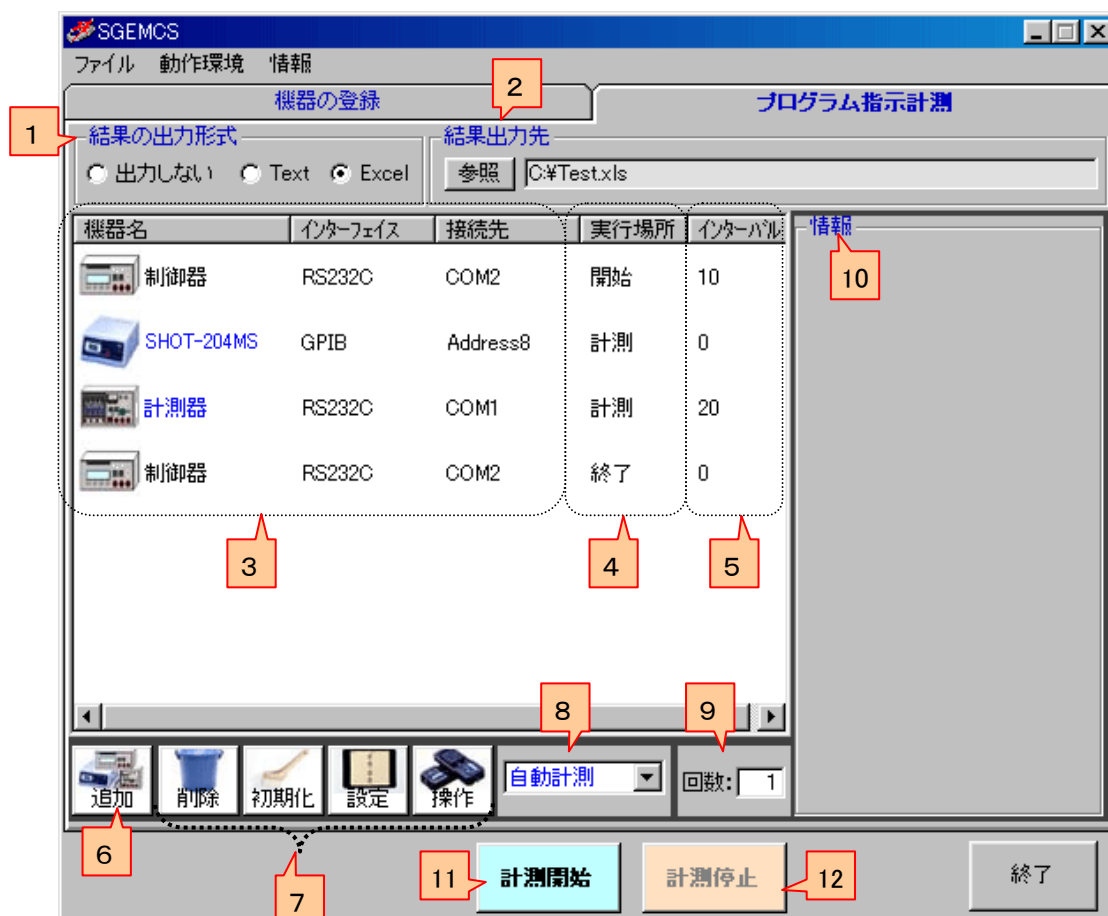 SGEMCS
ファイル 動作環境 情報
2
機器の登録 プログラム指示計測
1
結果の出力形式 結果出力先
出力しない Text Excel 参照 C:¥Test.xls
機器名 インターフェイス 接続先 実行場所 インターバル 情報
10
制御器 RS232C COM2 開始 10
SHOT-204MS GPIB Address8 計測 0
計測器 RS232C COM1 計測 20
制御器 RS232C COM2 終了 0
3 4 5
8 9
追加 削除 初期化 設定 操作 自動計測 回数: 1
6
7
11 計測開始 計測停止 12 終了